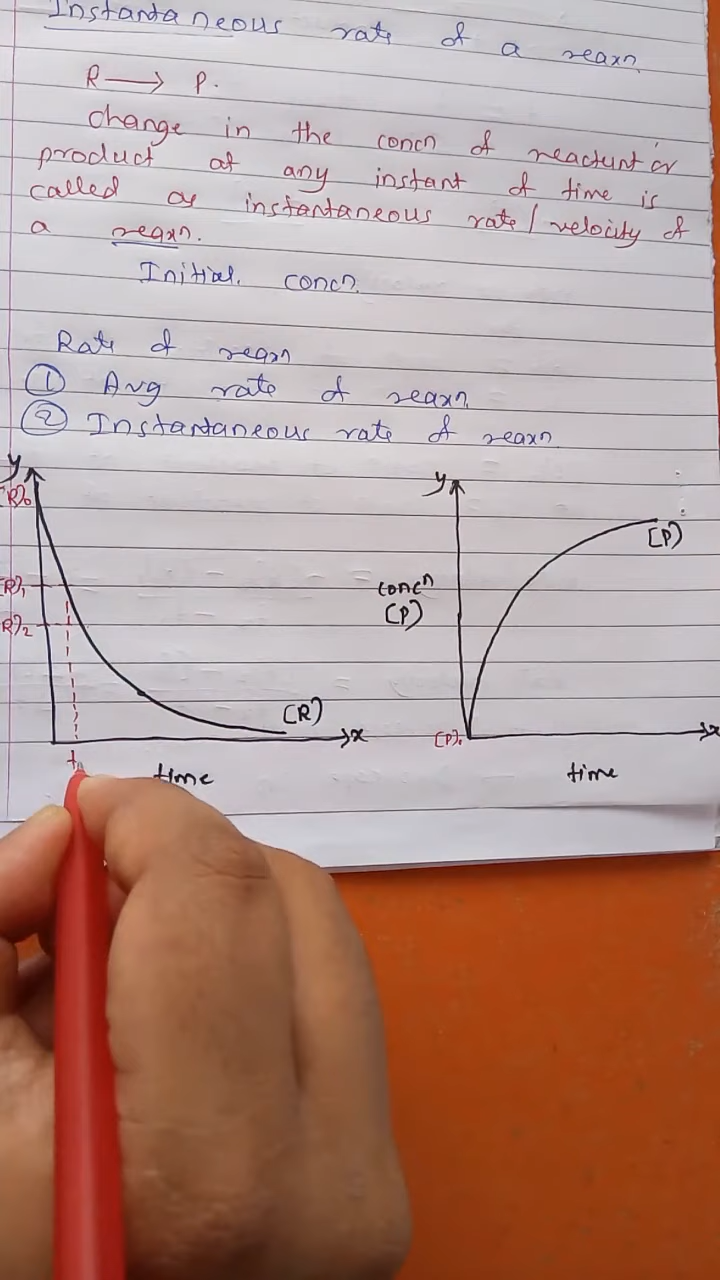 Instantaneous rate of a reaxn.
R → P.
Change in the concn of reactant or
product at any instant of time is
called as instantaneous rate / velocity of
a reaxn.
Initial concn.
Rate of reaxn
① Avg rate of reaxn.
② Instantaneous rate of reaxn
y
[R]₀
[R]₁
[R]₂
[R]
x
time
y
[P]
concⁿ
[P]
x
time